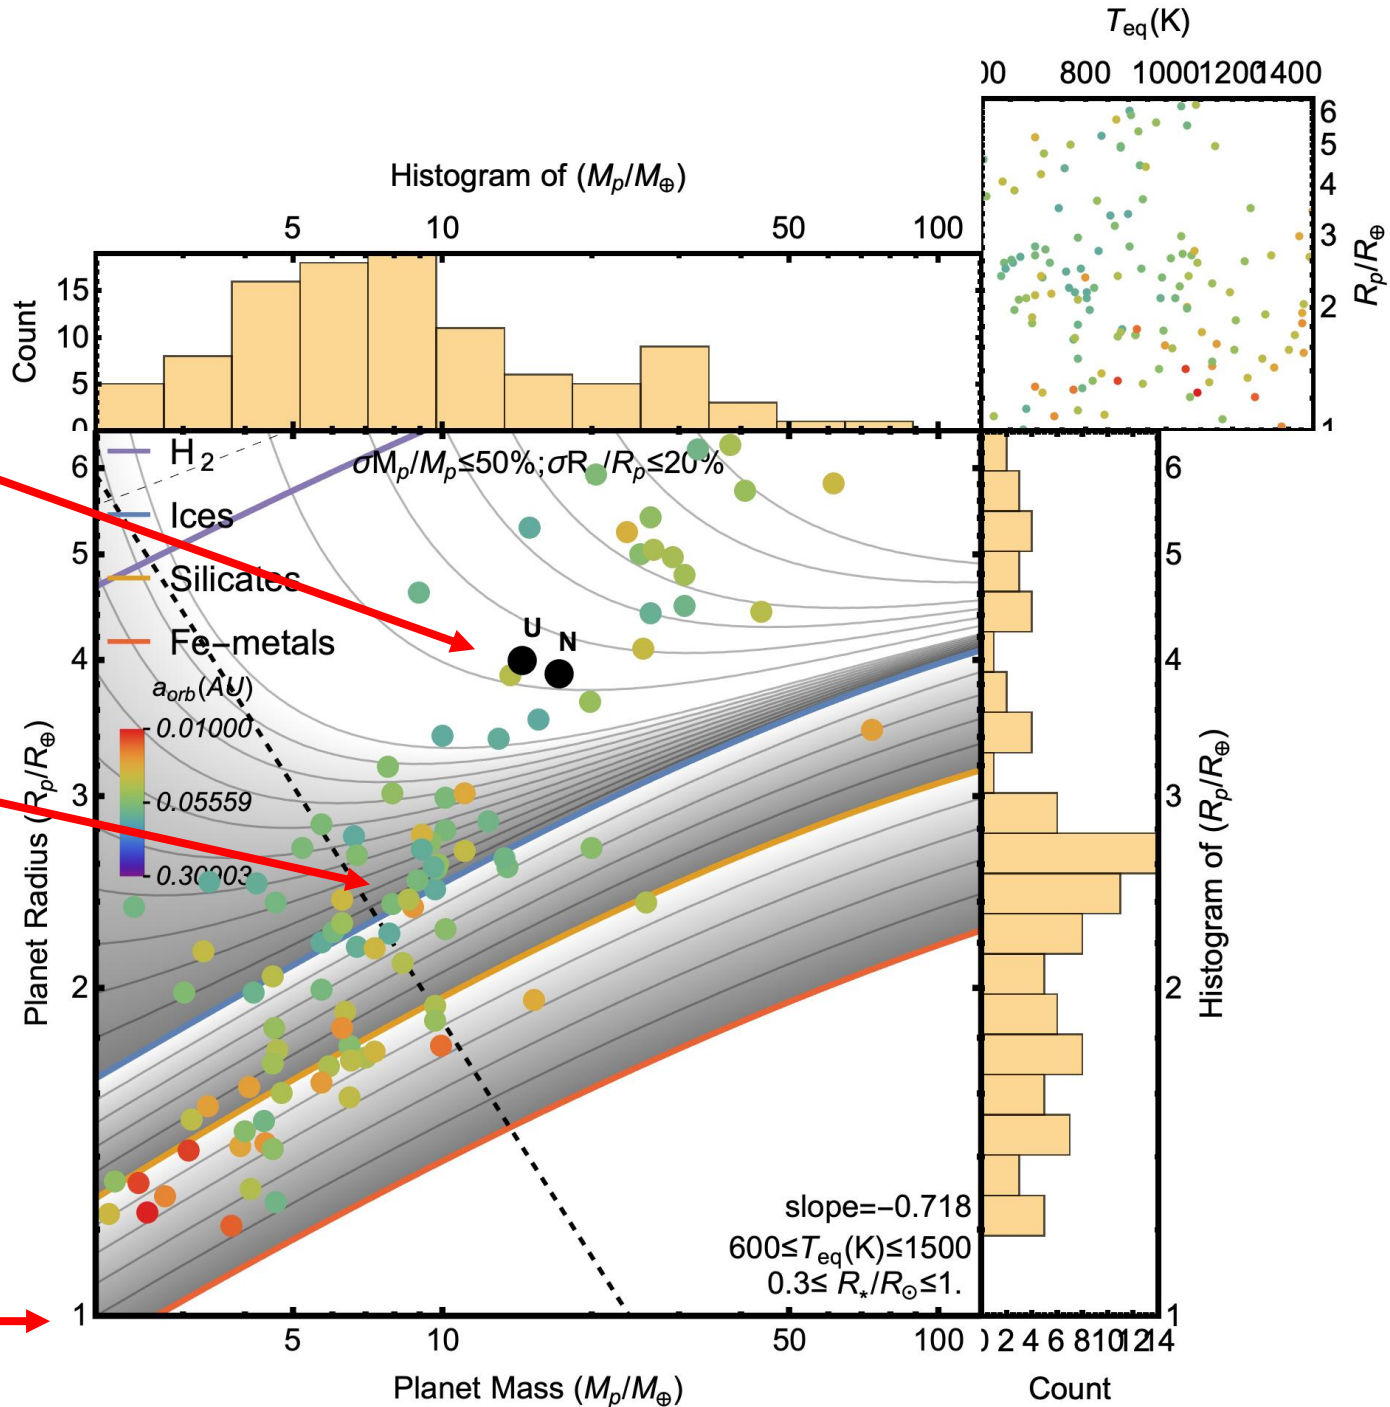 T_eq(K)
00 800 1000 1200 1400
6
5
4
3
2
1
R_p/R_⊕
Histogram of (M_p/M_⊕)
5 10 50 100
Count
15
10
5
0
H_2
Ices
Silicates
Fe-metals
σM_p/M_p≤50%;σR_p/R_p≤20%
U
N
a_orb(AU)
0.01000
0.05559
0.30903
Planet Radius (R_p/R_⊕)
6
5
4
3
2
1
slope=−0.718
600≤T_eq(K)≤1500
0.3≤ R_*/R_⊙≤1.
5 10 50 100
Planet Mass (M_p/M_⊕)
6
5
4
3
2
1
Histogram of (R_p/R_⊕)
0 2 4 6 8 10 12 14
Count